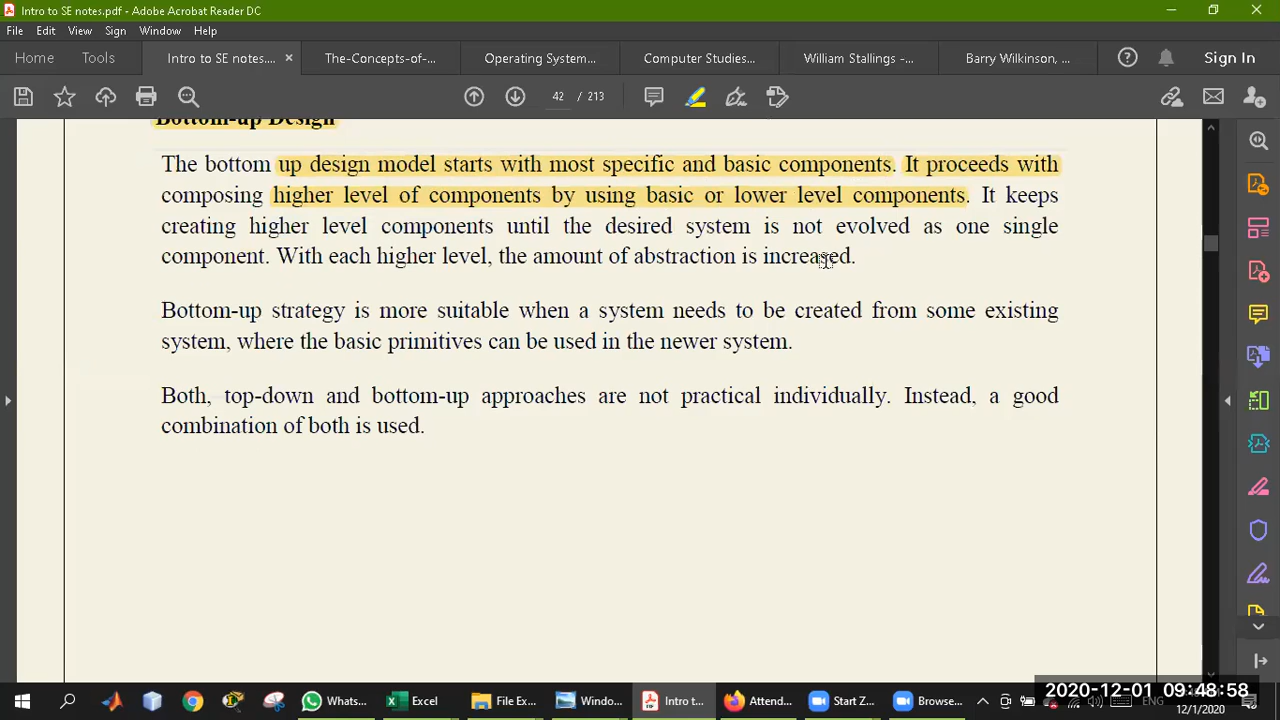 Intro to SE notes.pdf - Adobe Acrobat Reader DC
File Edit View Sign Window Help
Home Tools Intro to SE notes.... × The-Concepts-of-... Operating System... Computer Studies... William Stallings -... Barry Wilkinson, ... Sign In
42 / 213
Bottom-up Design
The bottom up design model starts with most specific and basic components. It proceeds with
composing higher level of components by using basic or lower level components. It keeps
creating higher level components until the desired system is not evolved as one single
component. With each higher level, the amount of abstraction is increased.
Bottom-up strategy is more suitable when a system needs to be created from some existing
system, where the basic primitives can be used in the newer system.
Both, top-down and bottom-up approaches are not practical individually. Instead, a good
combination of both is used.
Whats... Excel File Ex... Windo... Intro t... Attend... Start Z... Browse...
2020-12-01 09:48:58
12/1/2020